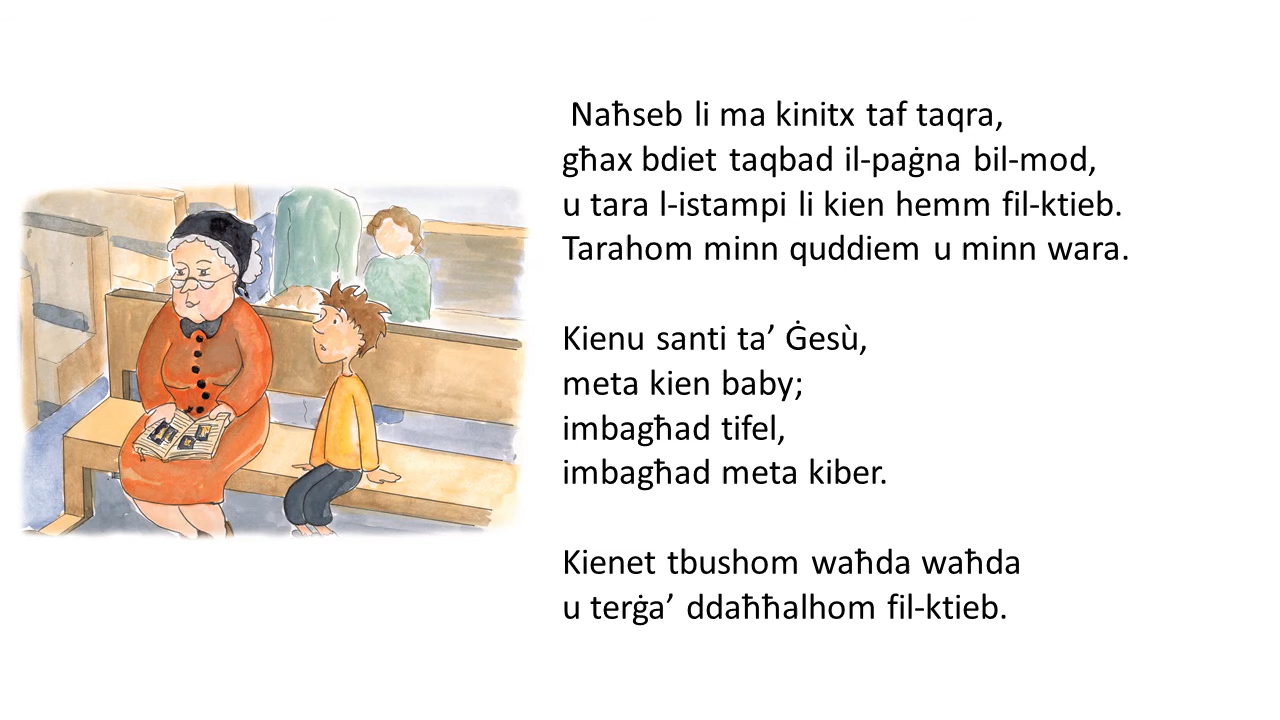 Naħseb li ma kinitx taf taqra,
għax bdiet taqbad il-paġna bil-mod,
u tara l-istampi li kien hemm fil-ktieb.
Tarahom minn quddiem u minn wara.
Kienu santi ta’ Ġesù,
meta kien baby;
imbagħad tifel,
imbagħad meta kiber.
Kienet tbushom waħda waħda
u terġa’ ddaħħalhom fil-ktieb.